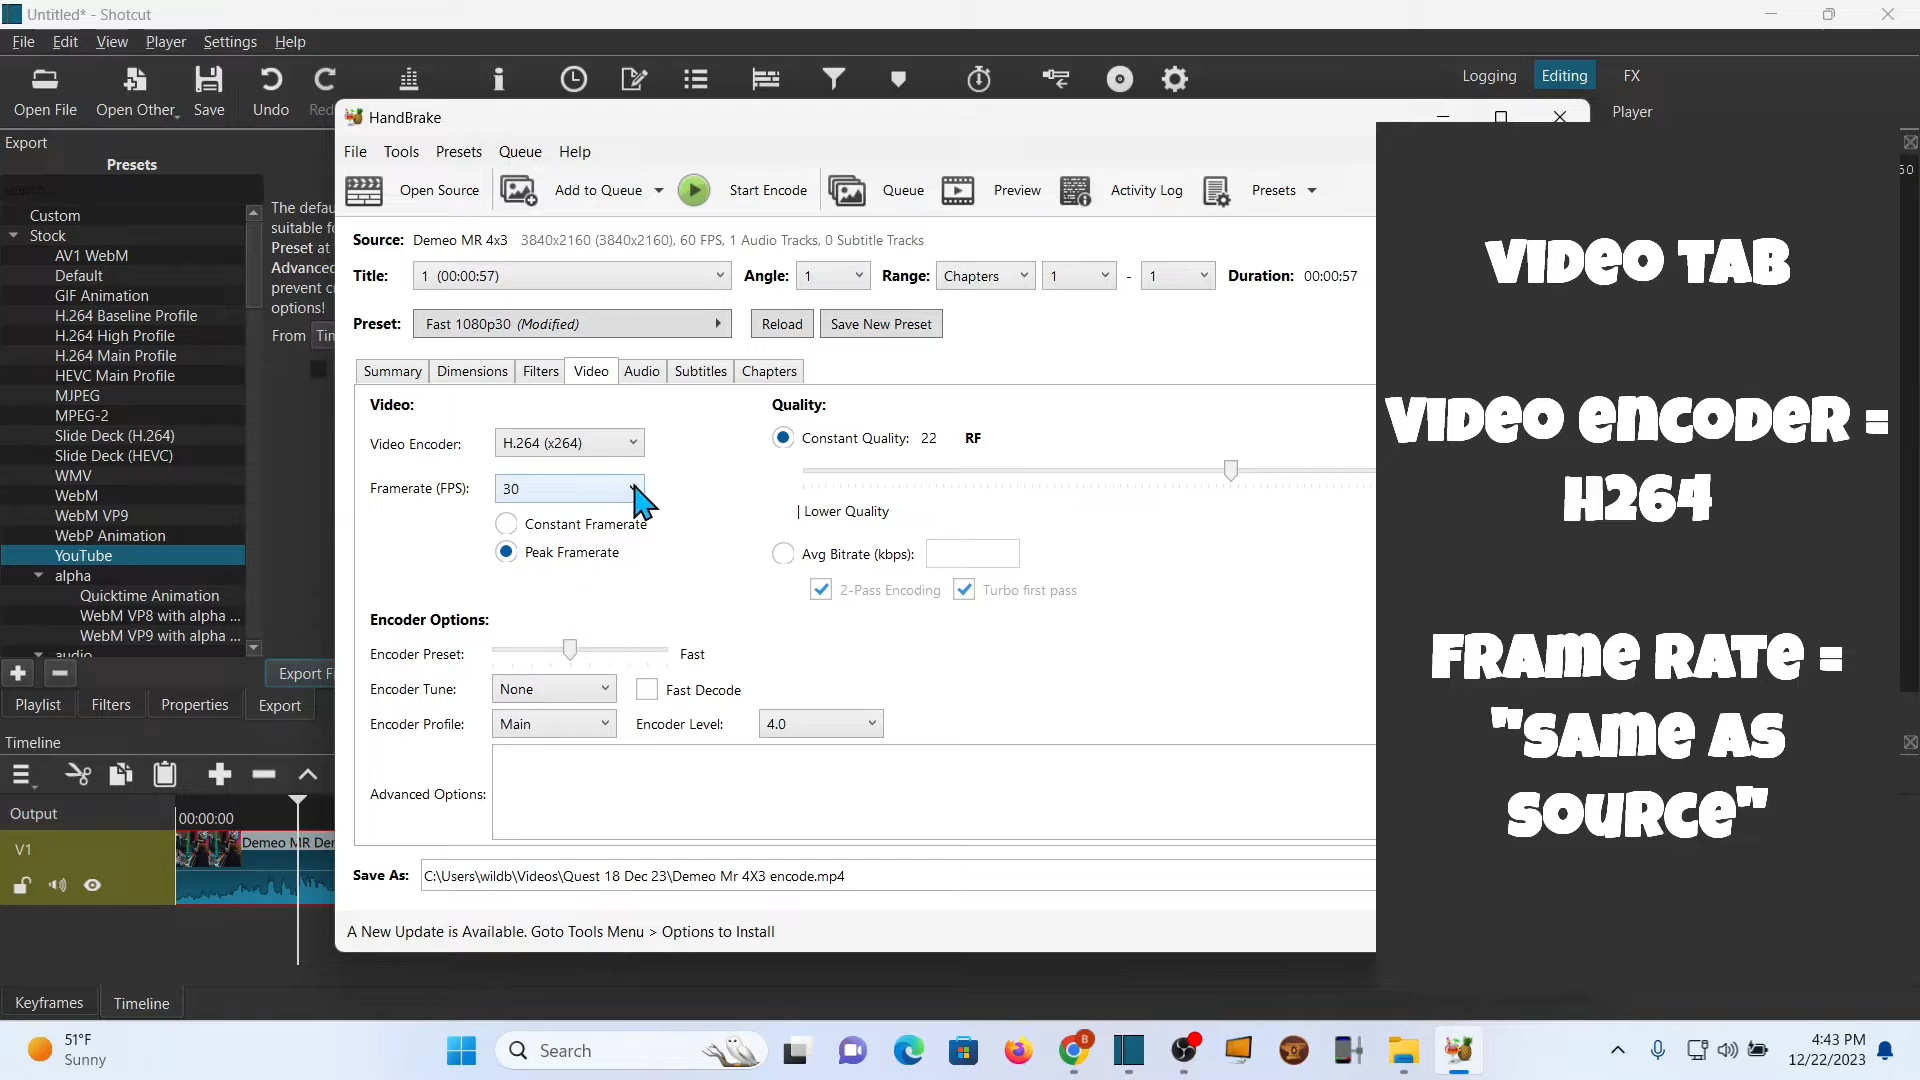 Untitled* - Shotcut
File Edit View Player Settings Help
Open File Open Other... Save Undo
Logging Editing FX
Player
Export
Presets
Custom
Stock
AV1 WebM
Default
GIF Animation
H.264 Baseline Profile
H.264 High Profile
H.264 Main Profile
HEVC Main Profile
MJPEG
MPEG-2
Slide Deck (H.264)
Slide Deck (HEVC)
WMV
WebM
WebM VP9
WebP Animation
YouTube
alpha
Quicktime Animation
WebM VP8 with alpha ...
WebM VP9 with alpha ...
audio
The defau
suitable fo
Preset at
Advanced
prevent cr
options!
From Tin
Export Fi
Playlist Filters Properties Export
Timeline
Output
00:00:00
V1
Demeo MR Der
Keyframes Timeline
HandBrake
File Tools Presets Queue Help
Open Source Add to Queue Start Encode Queue Preview Activity Log Presets
Source: Demeo MR 4x3 3840x2160 (3840x2160), 60 FPS, 1 Audio Tracks, 0 Subtitle Tracks
Title: 1 (00:00:57) Angle: 1 Range: Chapters 1 - 1 Duration: 00:00:57
Preset: Fast 1080p30 (Modified) Reload Save New Preset
Summary Dimensions Filters Video Audio Subtitles Chapters
Video:
Video Encoder: H.264 (x264)
Framerate (FPS): 30
Constant Framerate
Peak Framerate
Quality:
Constant Quality: 22 RF
| Lower Quality
Avg Bitrate (kbps):
2-Pass Encoding Turbo first pass
Encoder Options:
Encoder Preset: Fast
Encoder Tune: None Fast Decode
Encoder Profile: Main Encoder Level: 4.0
Advanced Options:
Save As: C:\Users\wildb\Videos\Quest 18 Dec 23\Demeo Mr 4X3 encode.mp4
A New Update is Available. Goto Tools Menu > Options to Install
Video Tab
Video encoder =
H264
Frame Rate =
"Same as
source"
51°F
Sunny
Search
4:43 PM
12/22/2023